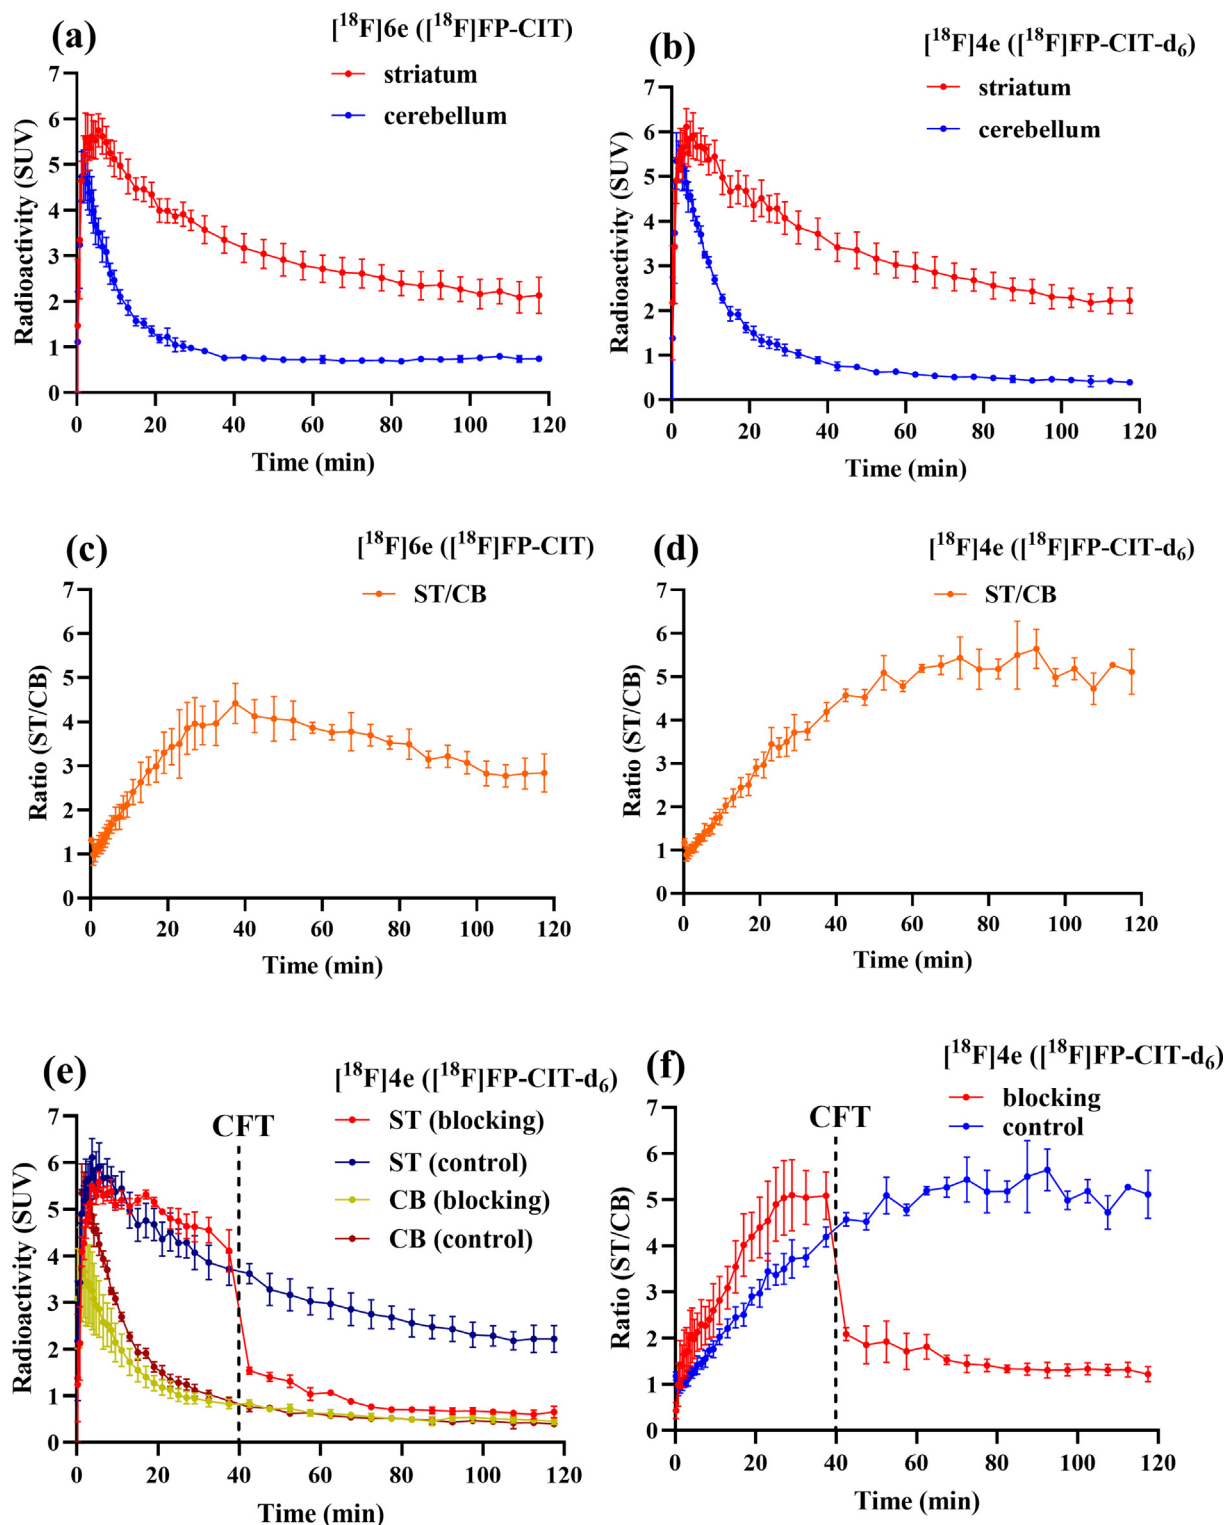 (a)
[18F]6e ([18F]FP-CIT)
striatum
cerebellum
Radioactivity (SUV)
7
6
5
4
3
2
1
0
0 20 40 60 80 100 120
Time (min)
(b)
[18F]4e ([18F]FP-CIT-d6)
striatum
cerebellum
Radioactivity (SUV)
7
6
5
4
3
2
1
0
0 20 40 60 80 100 120
Time (min)
(c)
[18F]6e ([18F]FP-CIT)
ST/CB
Ratio (ST/CB)
7
6
5
4
3
2
1
0
0 20 40 60 80 100 120
Time (min)
(d)
[18F]4e ([18F]FP-CIT-d6)
ST/CB
Ratio (ST/CB)
7
6
5
4
3
2
1
0
0 20 40 60 80 100 120
Time (min)
(e)
[18F]4e ([18F]FP-CIT-d6)
ST (blocking)
ST (control)
CB (blocking)
CB (control)
CFT
Radioactivity (SUV)
7
6
5
4
3
2
1
0
0 20 40 60 80 100 120
Time (min)
(f)
[18F]4e ([18F]FP-CIT-d6)
blocking
control
CFT
Ratio (ST/CB)
7
6
5
4
3
2
1
0
0 20 40 60 80 100 120
Time (min)